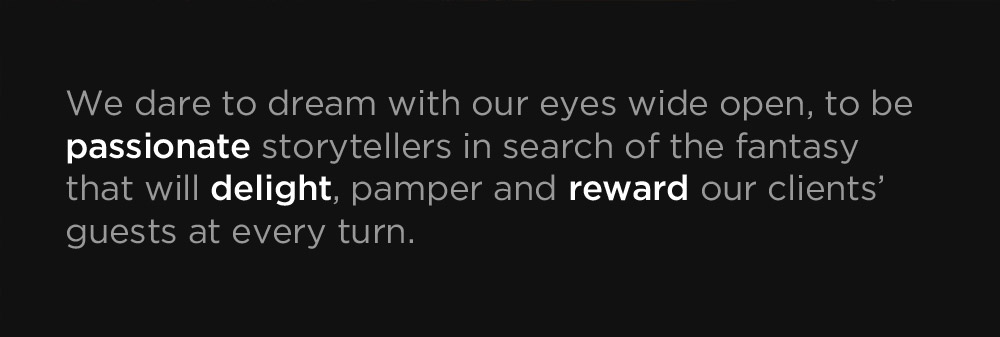 We dare to dream with our eyes wide open, to be
passionate storytellers in search of the fantasy
that will delight, pamper and reward our clients’
guests at every turn.